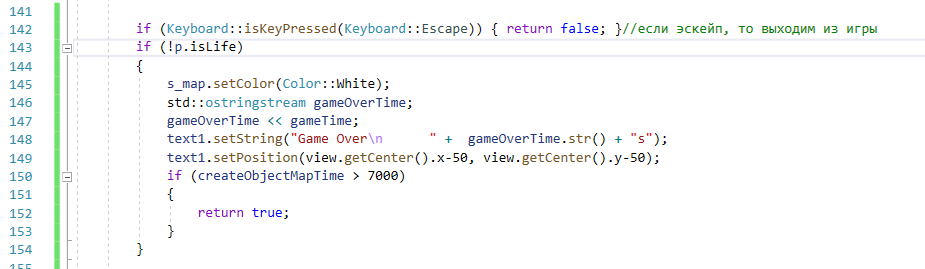 141
142 if (Keyboard::isKeyPressed(Keyboard::Escape)) { return false; }//если эскейп, то выходим из игры
143 if (!p.isLife)
144 {
145 s_map.setColor(Color::White);
146 std::ostringstream gameOverTime;
147 gameOverTime << gameTime;
148 text1.setString("Game Over\n      " +  gameOverTime.str() + "s");
149 text1.setPosition(view.getCenter().x-50, view.getCenter().y-50);
150 if (createObjectMapTime > 7000)
151 {
152 return true;
153 }
154 }
155